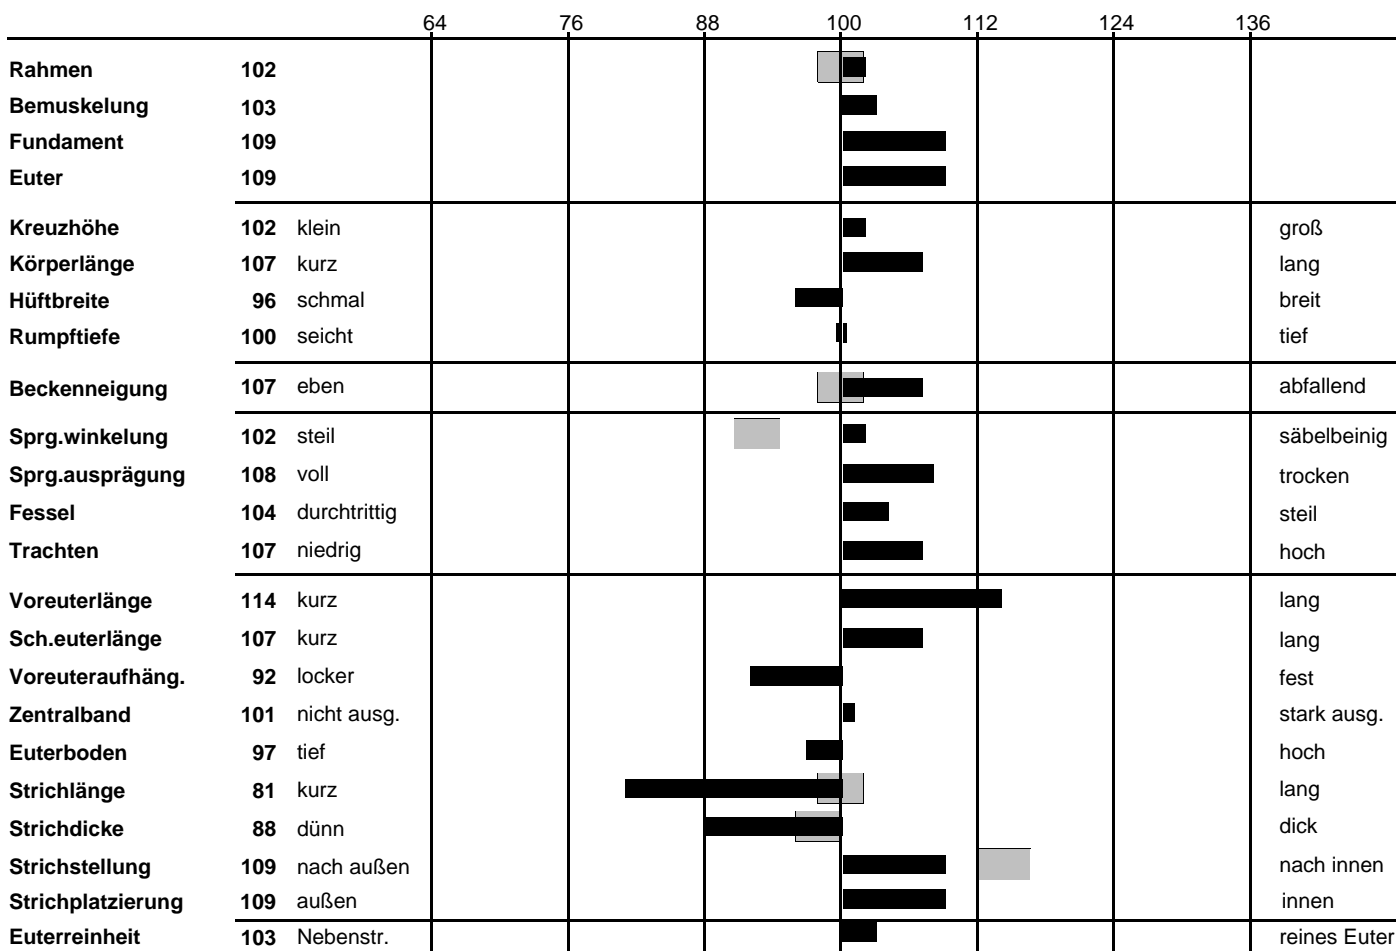 64 76 88 100 112 124 136
Rahmen 102
Bemuskelung 103
Fundament 109
Euter 109
Kreuzhöhe 102 klein groß
Körperlänge 107 kurz lang
Hüftbreite 96 schmal breit
Rumpftiefe 100 seicht tief
Beckenneigung 107 eben abfallend
Sprg.winkelung 102 steil säbelbeinig
Sprg.ausprägung 108 voll trocken
Fessel 104 durchtrittig steil
Trachten 107 niedrig hoch
Voreuterlänge 114 kurz lang
Sch.euterlänge 107 kurz lang
Voreuteraufhäng. 92 locker fest
Zentralband 101 nicht ausg. stark ausg.
Euterboden 97 tief hoch
Strichlänge 81 kurz lang
Strichdicke 88 dünn dick
Strichstellung 109 nach außen nach innen
Strichplatzierung 109 außen innen
Euterreinheit 103 Nebenstr. reines Euter